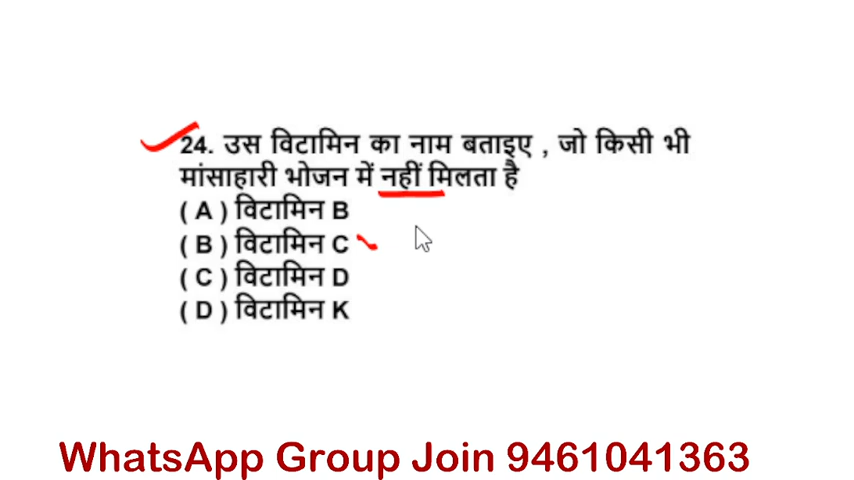 24. उस विटामिन का नाम बताइए , जो किसी भी
मांसाहारी भोजन में नहीं मिलता है
( A ) विटामिन B
( B ) विटामिन C
( C ) विटामिन D
( D ) विटामिन K
WhatsApp Group Join 9461041363